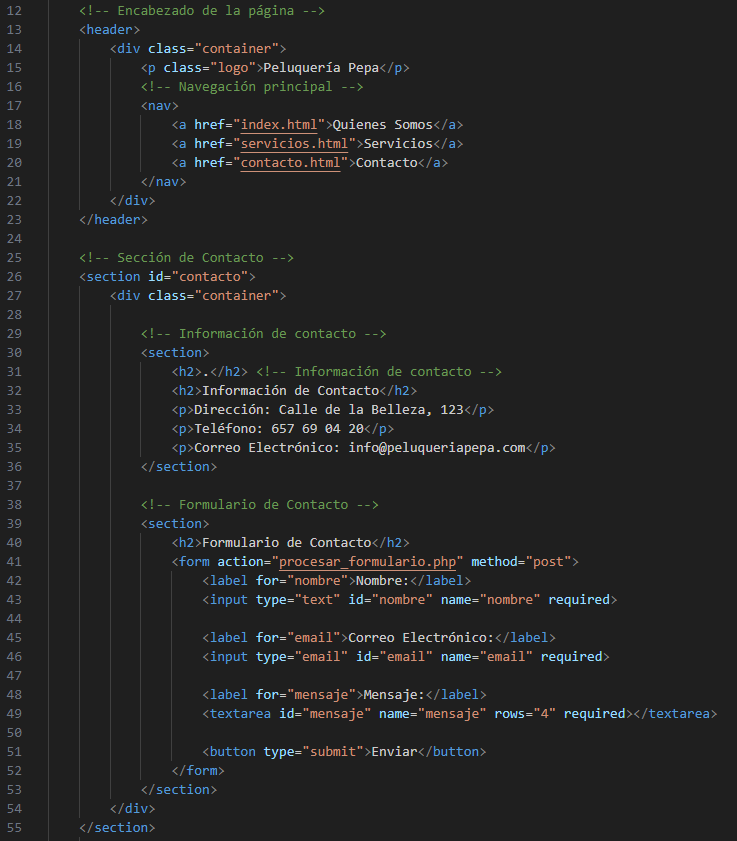 12 <!-- Encabezado de la página -->
13 <header>
14 <div class="container">
15 <p class="logo">Peluquería Pepa</p>
16 <!-- Navegación principal -->
17 <nav>
18 <a href="index.html">Quienes Somos</a>
19 <a href="servicios.html">Servicios</a>
20 <a href="contacto.html">Contacto</a>
21 </nav>
22 </div>
23 </header>
24
25 <!-- Sección de Contacto -->
26 <section id="contacto">
27 <div class="container">
28
29 <!-- Información de contacto -->
30 <section>
31 <h2>.</h2> <!-- Información de contacto -->
32 <h2>Información de Contacto</h2>
33 <p>Dirección: Calle de la Belleza, 123</p>
34 <p>Teléfono: 657 69 04 20</p>
35 <p>Correo Electrónico: info@peluqueriapepa.com</p>
36 </section>
37
38 <!-- Formulario de Contacto -->
39 <section>
40 <h2>Formulario de Contacto</h2>
41 <form action="procesar_formulario.php" method="post">
42 <label for="nombre">Nombre:</label>
43 <input type="text" id="nombre" name="nombre" required>
44
45 <label for="email">Correo Electrónico:</label>
46 <input type="email" id="email" name="email" required>
47
48 <label for="mensaje">Mensaje:</label>
49 <textarea id="mensaje" name="mensaje" rows="4" required></textarea>
50
51 <button type="submit">Enviar</button>
52 </form>
53 </section>
54 </div>
55 </section>